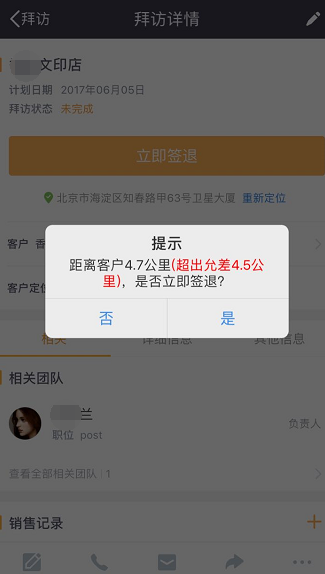 拜访
拜访详情
文印店
计划日期 2017年06月05日
拜访状态 未完成
立即签退
北京市海淀区知春路甲63号卫星大厦 重新定位
客户 香
客户定位
提示
距离客户4.7公里(超出允差4.5公
里)，是否立即签退?
否
是
相关
详细信息
其他信息
相关团队
兰
负责人
职位 post
查看全部相关团队 1
销售记录